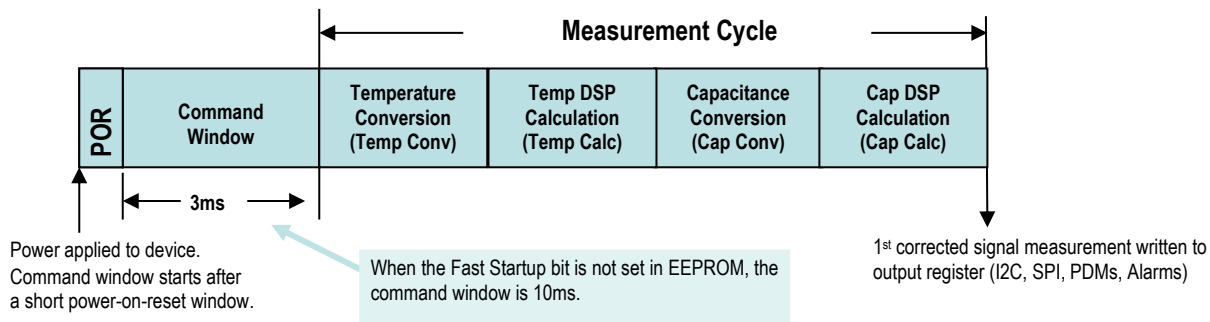 Measurement Cycle
POR
Command
Window
Temperature
Conversion
(Temp Conv)
Temp DSP
Calculation
(Temp Calc)
Capacitance
Conversion
(Cap Conv)
Cap DSP
Calculation
(Cap Calc)
3ms
Power applied to device.
Command window starts after
a short power-on-reset window.
When the Fast Startup bit is not set in EEPROM, the
command window is 10ms.
1st corrected signal measurement written to
output register (I2C, SPI, PDMs, Alarms)